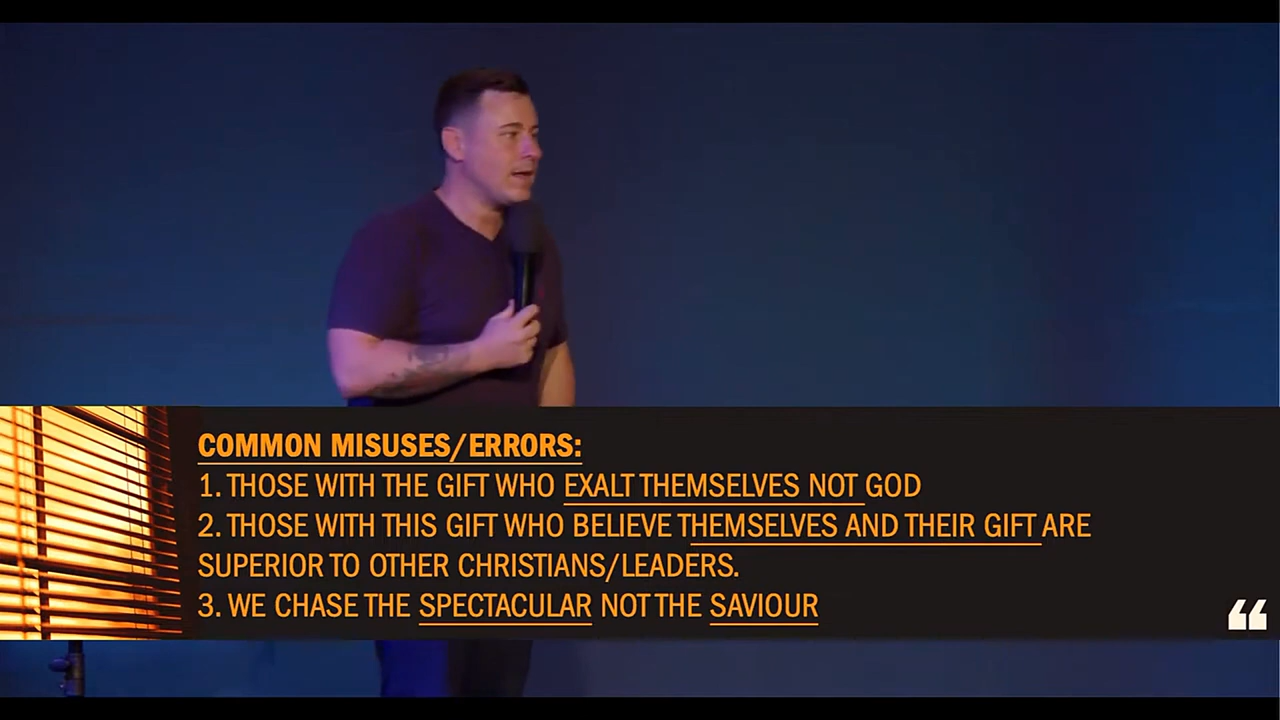 COMMON MISUSES/ERRORS:
1. THOSE WITH THE GIFT WHO EXALT THEMSELVES NOT GOD
2. THOSE WITH THIS GIFT WHO BELIEVE THEMSELVES AND THEIR GIFT ARE
SUPERIOR TO OTHER CHRISTIANS/LEADERS.
3. WE CHASE THE SPECTACULAR NOT THE SAVIOUR
“